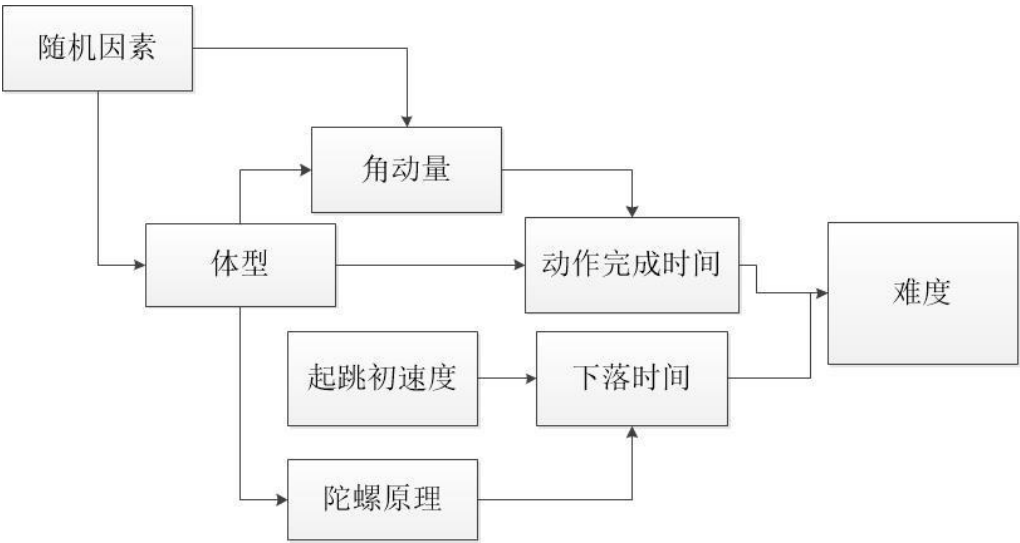 随机因素
角动量
体型
动作完成时间
难度
起跳初速度
下落时间
陀螺原理